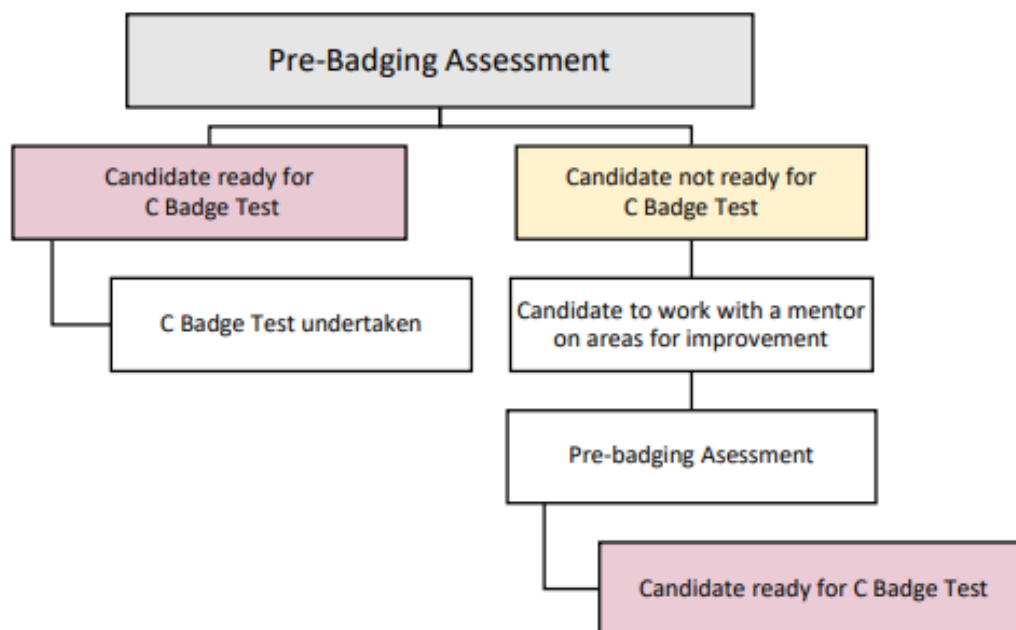 Pre-Badging Assessment
Candidate ready for
C Badge Test
Candidate not ready for
C Badge Test
C Badge Test undertaken
Candidate to work with a mentor
on areas for improvement
Pre-badging Asessment
Candidate ready for C Badge Test